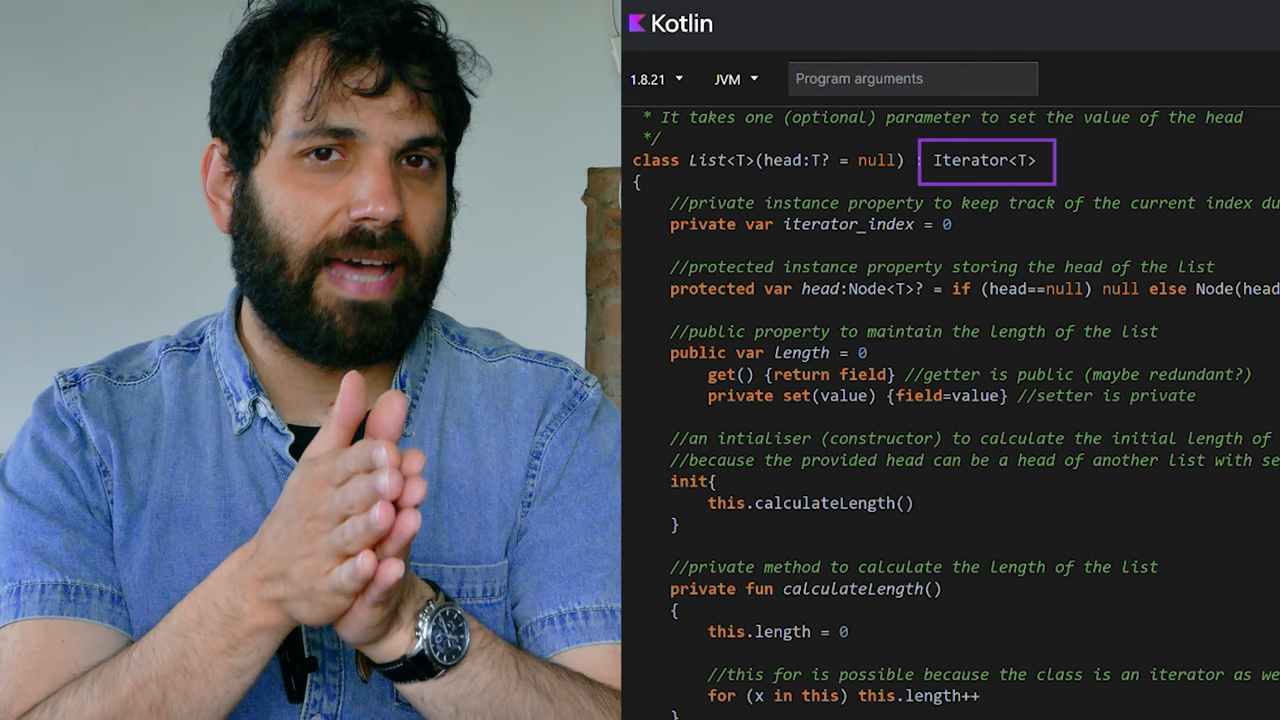 Kotlin
1.8.21 JVM Program arguments
* It takes one (optional) parameter to set the value of the head
*/
class List<T>(head:T? = null) : Iterator<T>
{
//private instance property to keep track of the current index du
private var iterator_index = 0
//protected instance property storing the head of the List
protected var head:Node<T>? = if (head==null) null else Node(head
//public property to maintain the length of the list
public var length = 0
get() {return field} //getter is public (maybe redundant?)
private set(value) {field=value} //setter is private
//an intialiser (constructor) to calculate the initial length of
//because the provided head can be a head of another list with se
init{
this.calculateLength()
}
//private method to calculate the length of the list
private fun calculateLength()
{
this.length = 0
//this for is possible because the class is an iterator as we
for (x in this) this.length++
}